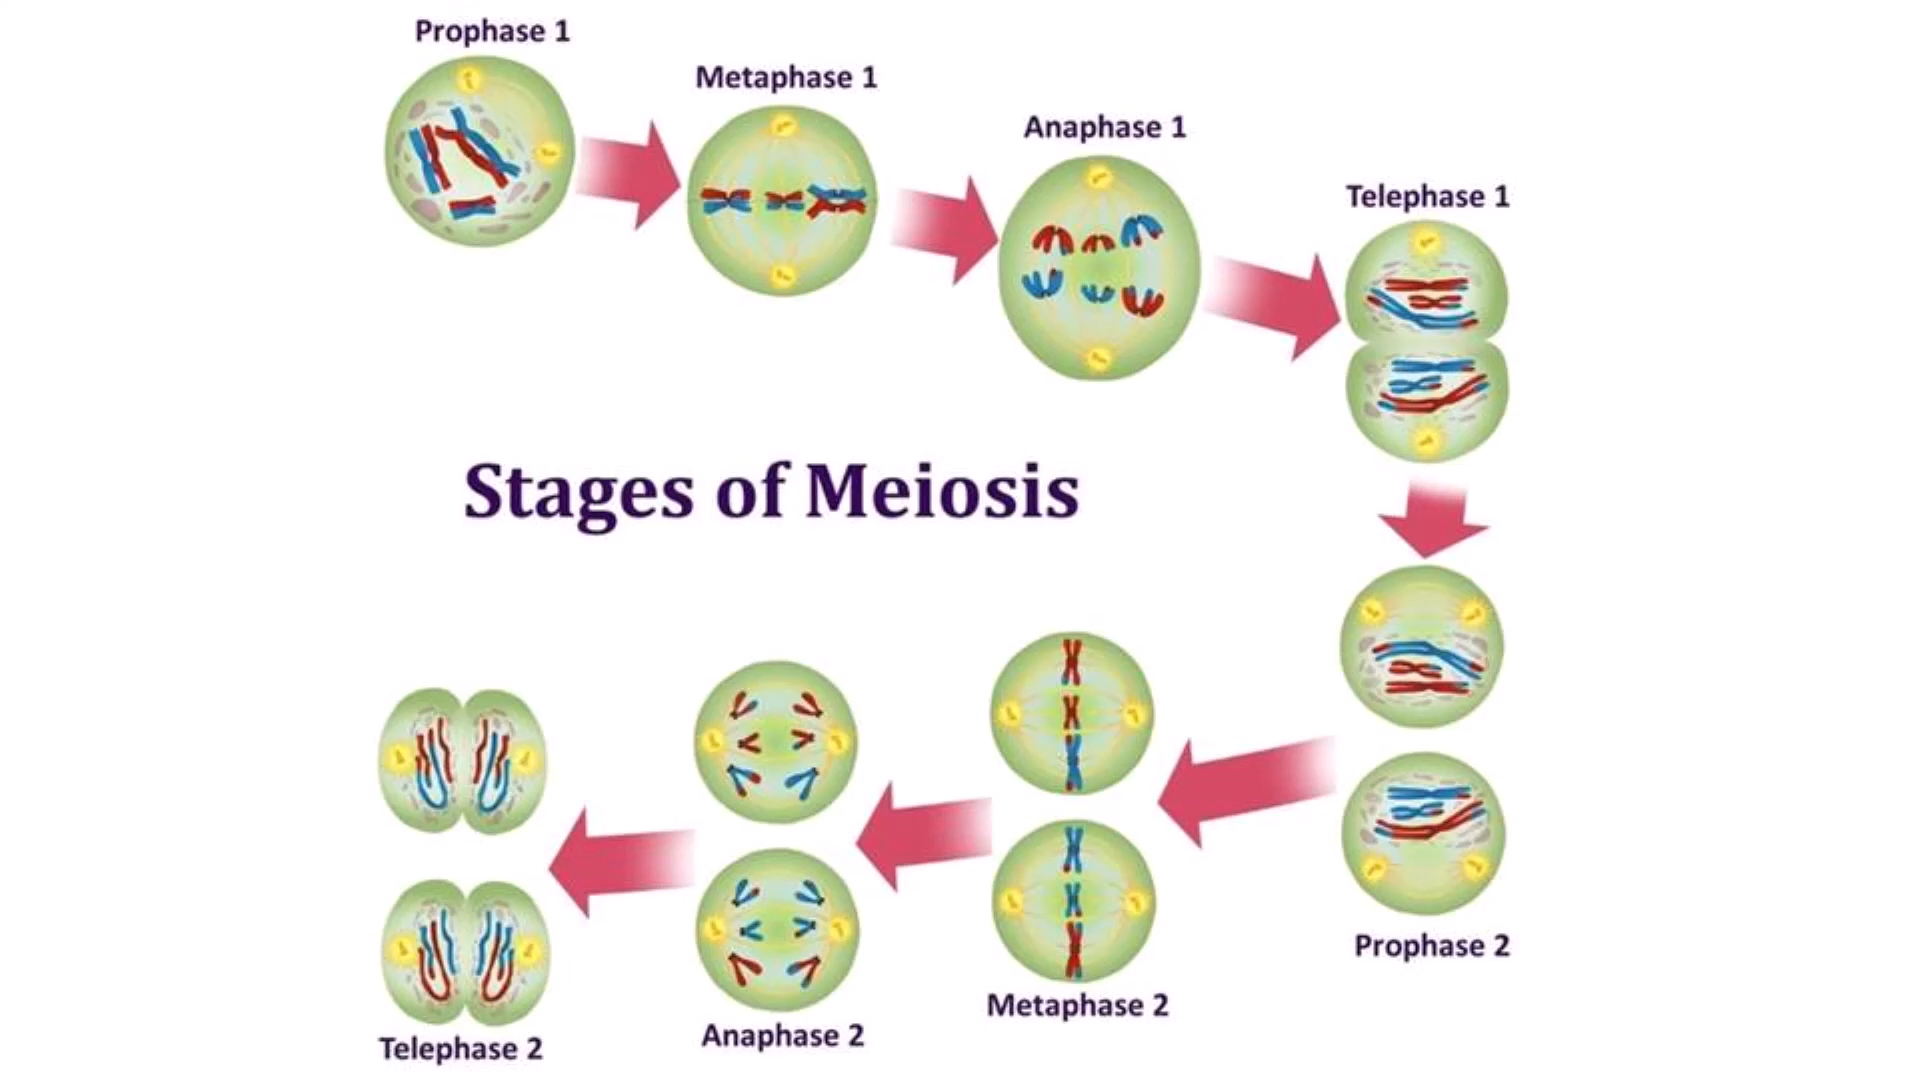 Prophase 1
Metaphase 1
Anaphase 1
Telephase 1
Stages of Meiosis
Prophase 2
Metaphase 2
Anaphase 2
Telephase 2